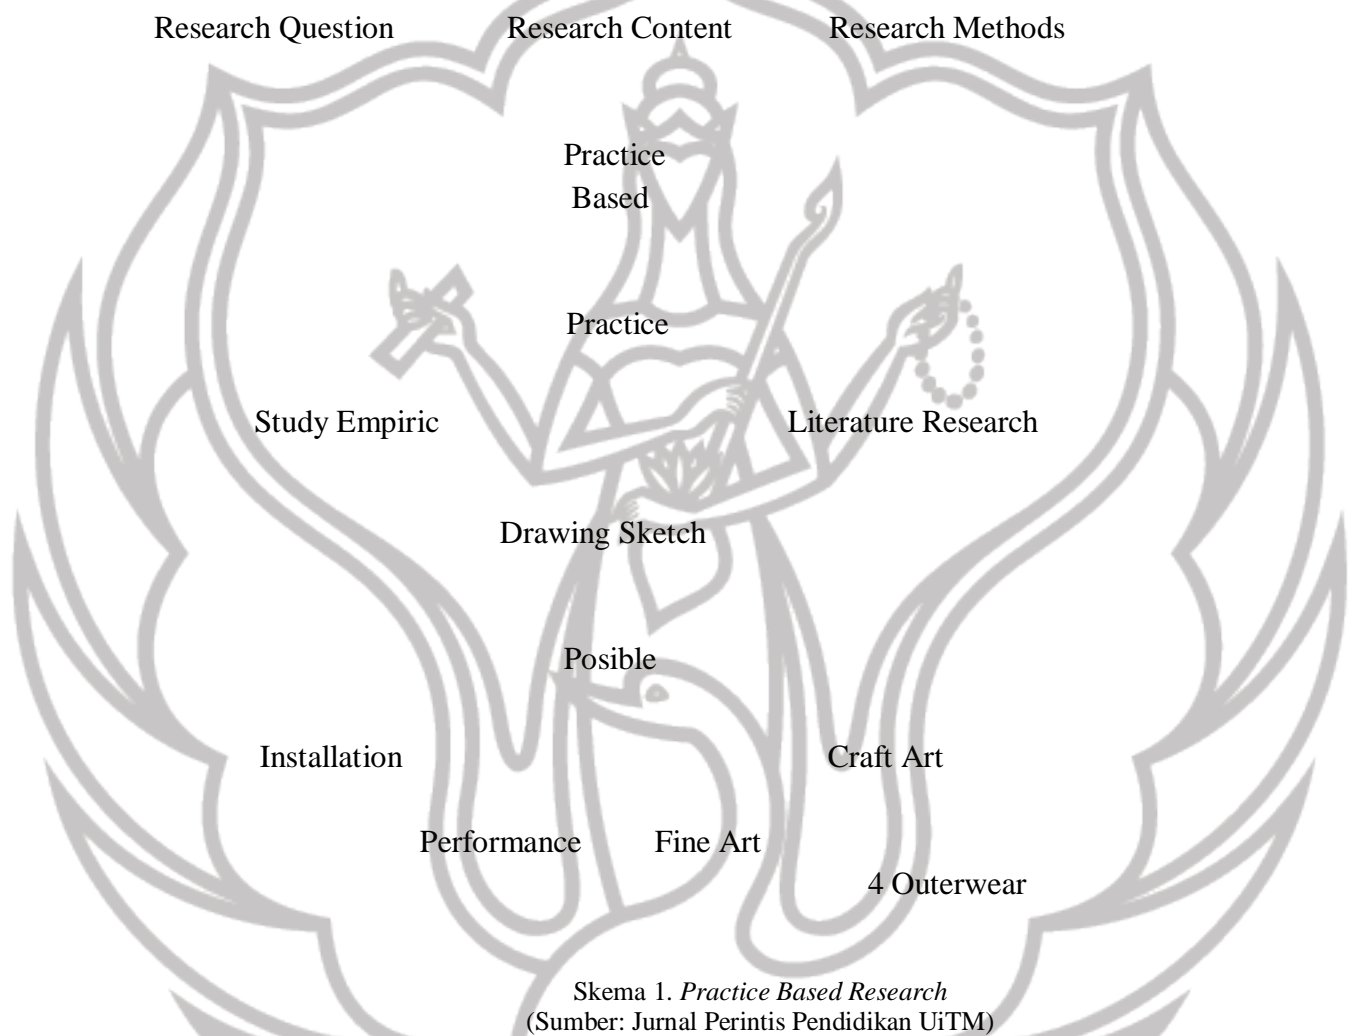 Research Question Research Content Research Methods
Practice
Based
Practice
Study Empiric Literature Research
Drawing Sketch
Posible
Installation Craft Art
Performance Fine Art
4 Outerwear
Skema 1. Practice Based Research
(Sumber: Jurnal Perintis Pendidikan UiTM)